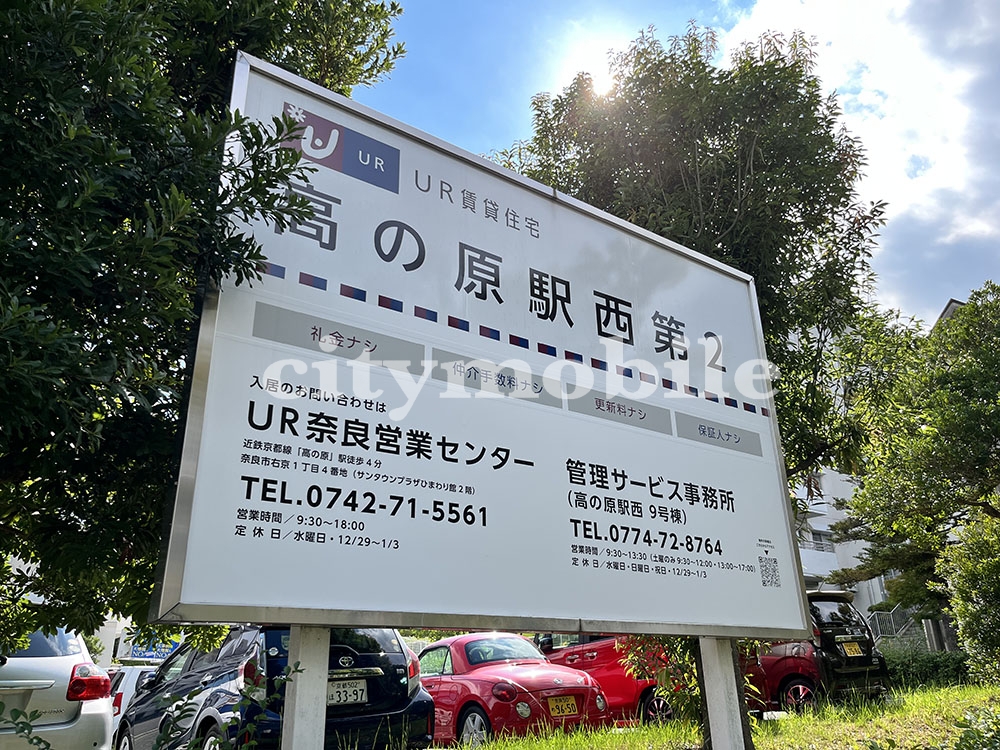 UR
UR賃貸住宅
高の原駅西第2
礼金ナシ
仲介手数料ナシ
更新料ナシ
保証人ナシ
citymobile
入居のお問い合わせは
UR奈良営業センター
近鉄京都線「高の原」駅徒歩4分
奈良市右京1丁目4番地(サンタウンプラザひまわり館2階)
TEL.0742-71-5561
営業時間/9:30~18:00
定休日/水曜日・12/29~1/3
管理サービス事務所
(高の原駅西 9号棟)
TEL.0774-72-8764
営業時間/9:30~13:30(土曜のみ9:30~12:00・13:00~17:00)
定休日/水曜日・日曜日・祝日・12/29~1/3
京都 502
33-97
96-50